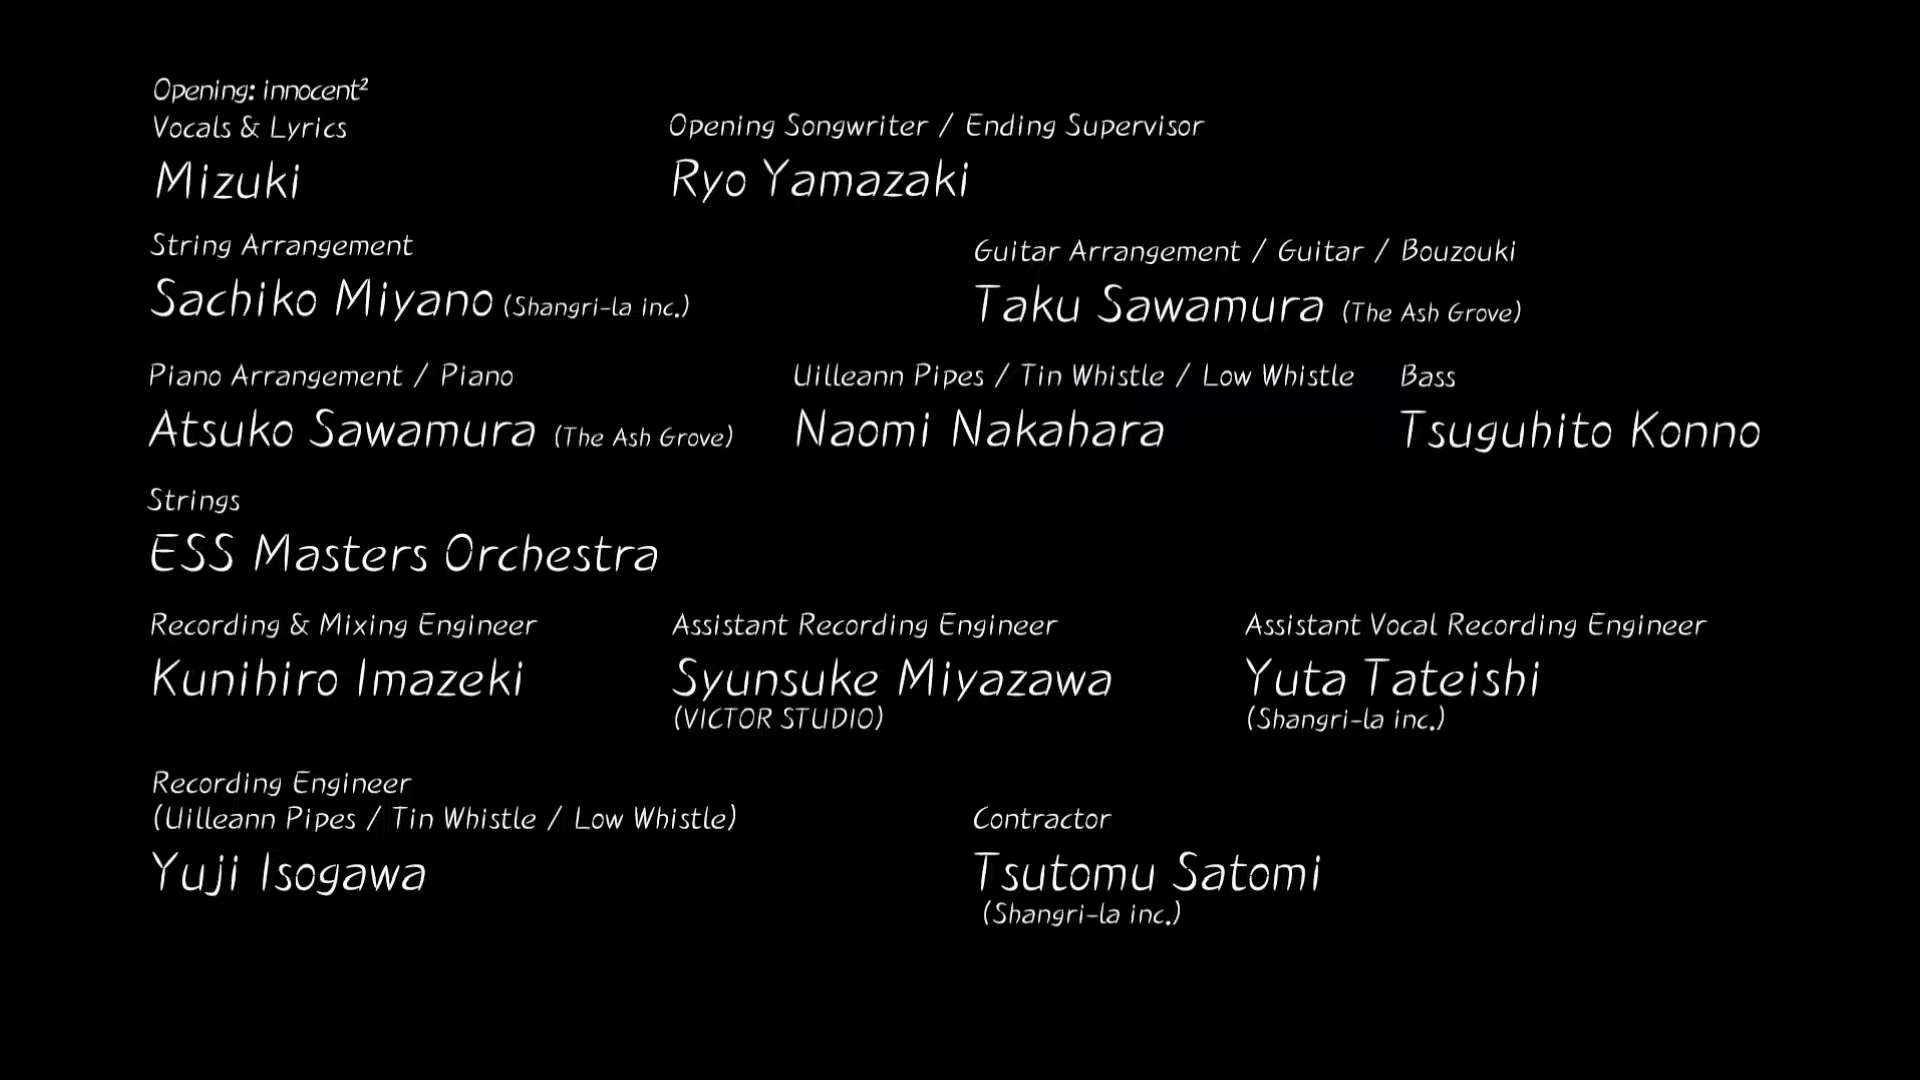 Opening: innocent²
Vocals & Lyrics
Mizuki
Opening Songwriter / Ending Supervisor
Ryo Yamazaki
String Arrangement
Sachiko Miyano (Shangri-la inc.)
Guitar Arrangement / Guitar / Bouzouki
Taku Sawamura (The Ash Grove)
Piano Arrangement / Piano
Atsuko Sawamura (The Ash Grove)
Uilleann Pipes / Tin Whistle / Low Whistle
Naomi Nakahara
Bass
Tsuguhito Konno
Strings
ESS Masters Orchestra
Recording & Mixing Engineer
Kunihiro Imazeki
Assistant Recording Engineer
Syunsuke Miyazawa
(VICTOR STUDIO)
Assistant Vocal Recording Engineer
Yuta Tateishi
(Shangri-la inc.)
Recording Engineer
(Uilleann Pipes / Tin Whistle / Low Whistle)
Yuji Isogawa
Contractor
Tsutomu Satomi
(Shangri-la inc.)